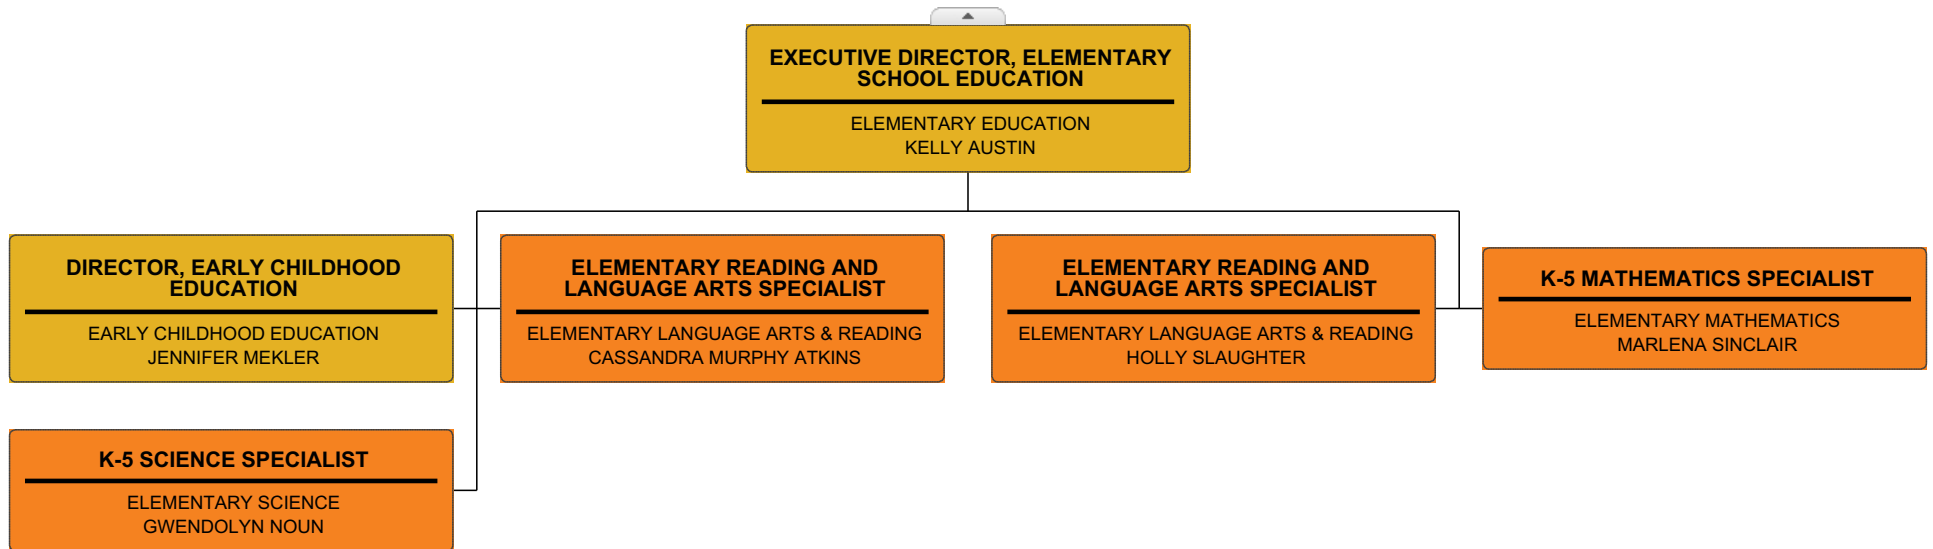 EXECUTIVE DIRECTOR, ELEMENTARY
SCHOOL EDUCATION
ELEMENTARY EDUCATION
KELLY AUSTIN
DIRECTOR, EARLY CHILDHOOD
EDUCATION
EARLY CHILDHOOD EDUCATION
JENNIFER MEKLER
ELEMENTARY READING AND
LANGUAGE ARTS SPECIALIST
ELEMENTARY LANGUAGE ARTS & READING
CASSANDRA MURPHY ATKINS
ELEMENTARY READING AND
LANGUAGE ARTS SPECIALIST
ELEMENTARY LANGUAGE ARTS & READING
HOLLY SLAUGHTER
K-5 MATHEMATICS SPECIALIST
ELEMENTARY MATHEMATICS
MARLENA SINCLAIR
K-5 SCIENCE SPECIALIST
ELEMENTARY SCIENCE
GWENDOLYN NOUN